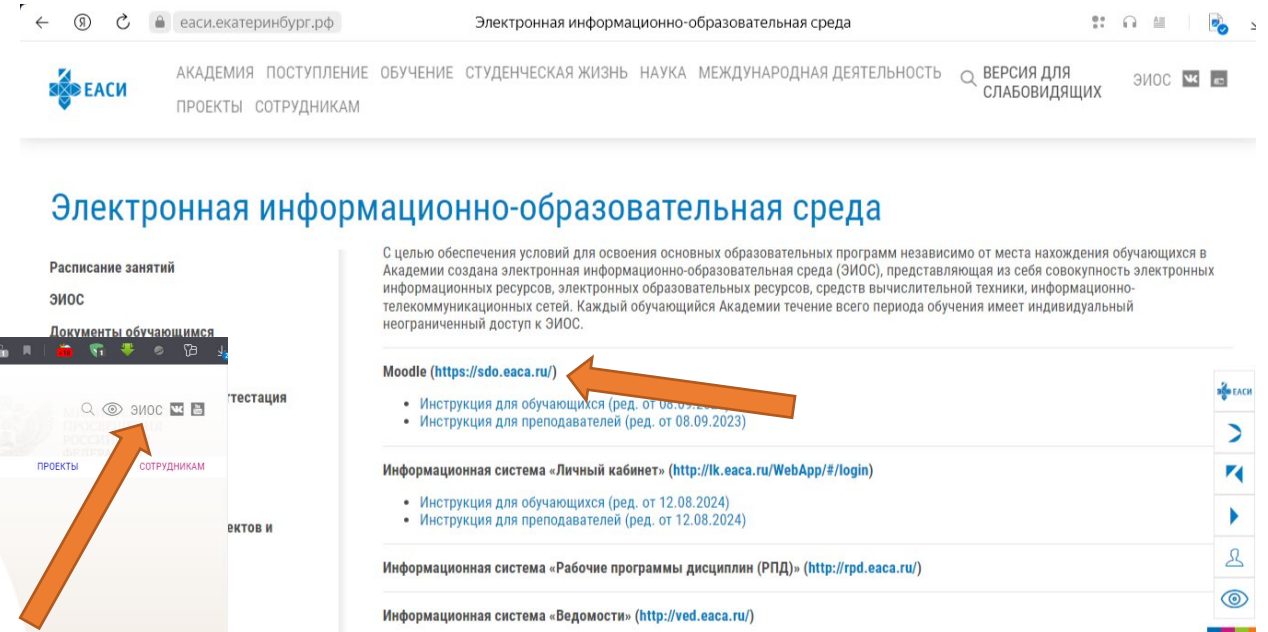 еаси.екатеринбург.рф
Электронная информационно-образовательная среда
ЕАСИ
АКАДЕМИЯ ПОСТУПЛЕНИЕ ОБУЧЕНИЕ СТУДЕНЧЕСКАЯ ЖИЗНЬ НАУКА МЕЖДУНАРОДНАЯ ДЕЯТЕЛЬНОСТЬ
ПРОЕКТЫ СОТРУДНИКАМ
ВЕРСИЯ ДЛЯ
СЛАБОВИДЯЩИХ
ЭИОС
Электронная информационно-образовательная среда
Расписание занятий
ЭИОС
Документы обучающимся
ттестация
ектов и
ЭИОС
ПРОЕКТЫ
СОТРУДНИКАМ
С целью обеспечения условий для освоения основных образовательных программ независимо от места нахождения обучающихся в
Академии создана электронная информационно-образовательная среда (ЭИОС), представляющая из себя совокупность электронных
информационных ресурсов, электронных образовательных ресурсов, средств вычислительной техники, информационно-
телекоммуникационных сетей. Каждый обучающийся Академии течение всего периода обучения имеет индивидуальный
неограниченный доступ к ЭИОС.
Moodle (https://sdo.eaca.ru/)
Инструкция для обучающихся (ред. от
Инструкция для преподавателей (ред. от 08.09.2023)
Информационная система «Личный кабинет» (http://lk.eaca.ru/WebApp/#/login)
Инструкция для обучающихся (ред. от 12.08.2024)
Инструкция для преподавателей (ред. от 12.08.2024)
Информационная система «Рабочие программы дисциплин (РПД)» (http://rpd.eaca.ru/)
Информационная система «Ведомости» (http://ved.eaca.ru/)
ЕАСИ